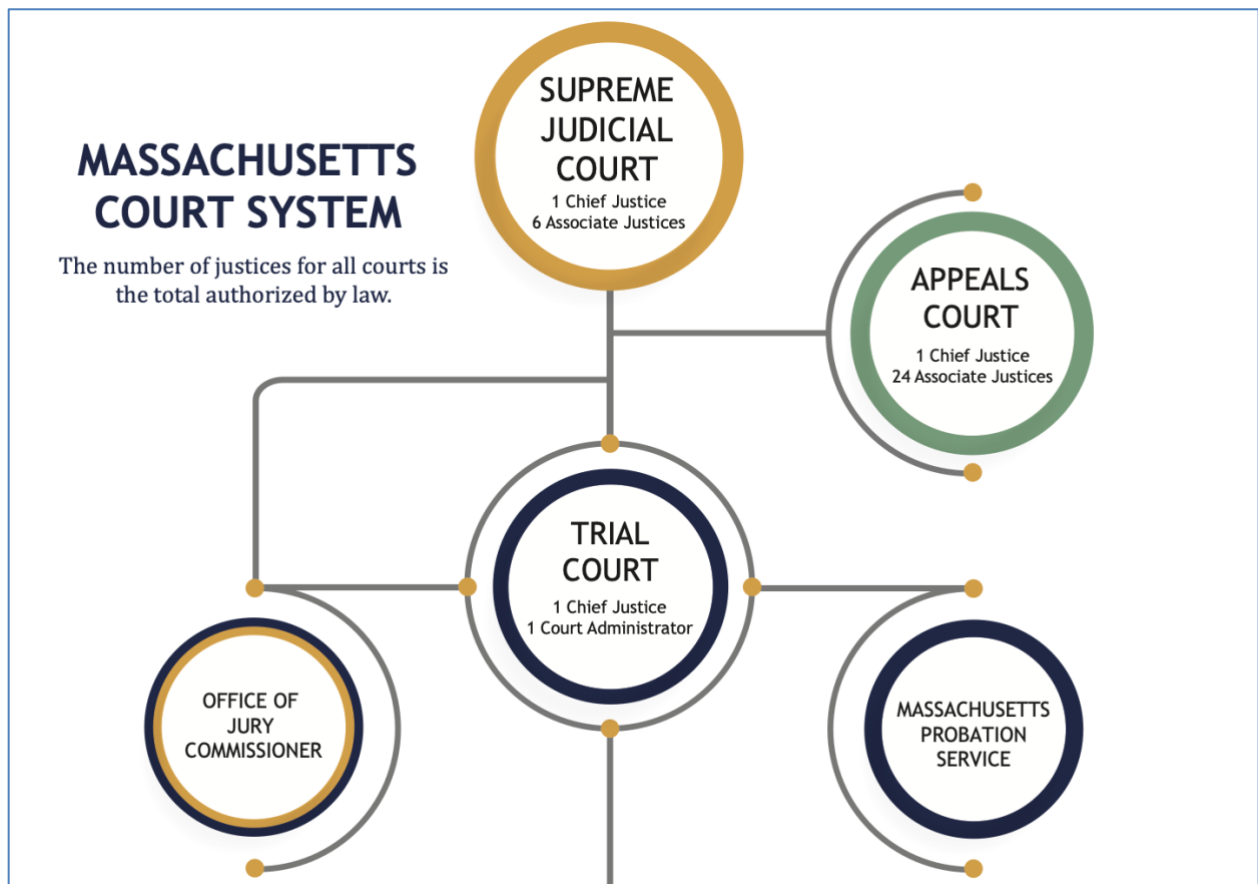 MASSACHUSETTS
COURT SYSTEM
The number of justices for all courts is
the total authorized by law.
SUPREME
JUDICIAL
COURT
1 Chief Justice
6 Associate Justices
APPEALS
COURT
1 Chief Justice
24 Associate Justices
TRIAL
COURT
1 Chief Justice
1 Court Administrator
OFFICE OF
JURY
COMMISSIONER
MASSACHUSETTS
PROBATION
SERVICE